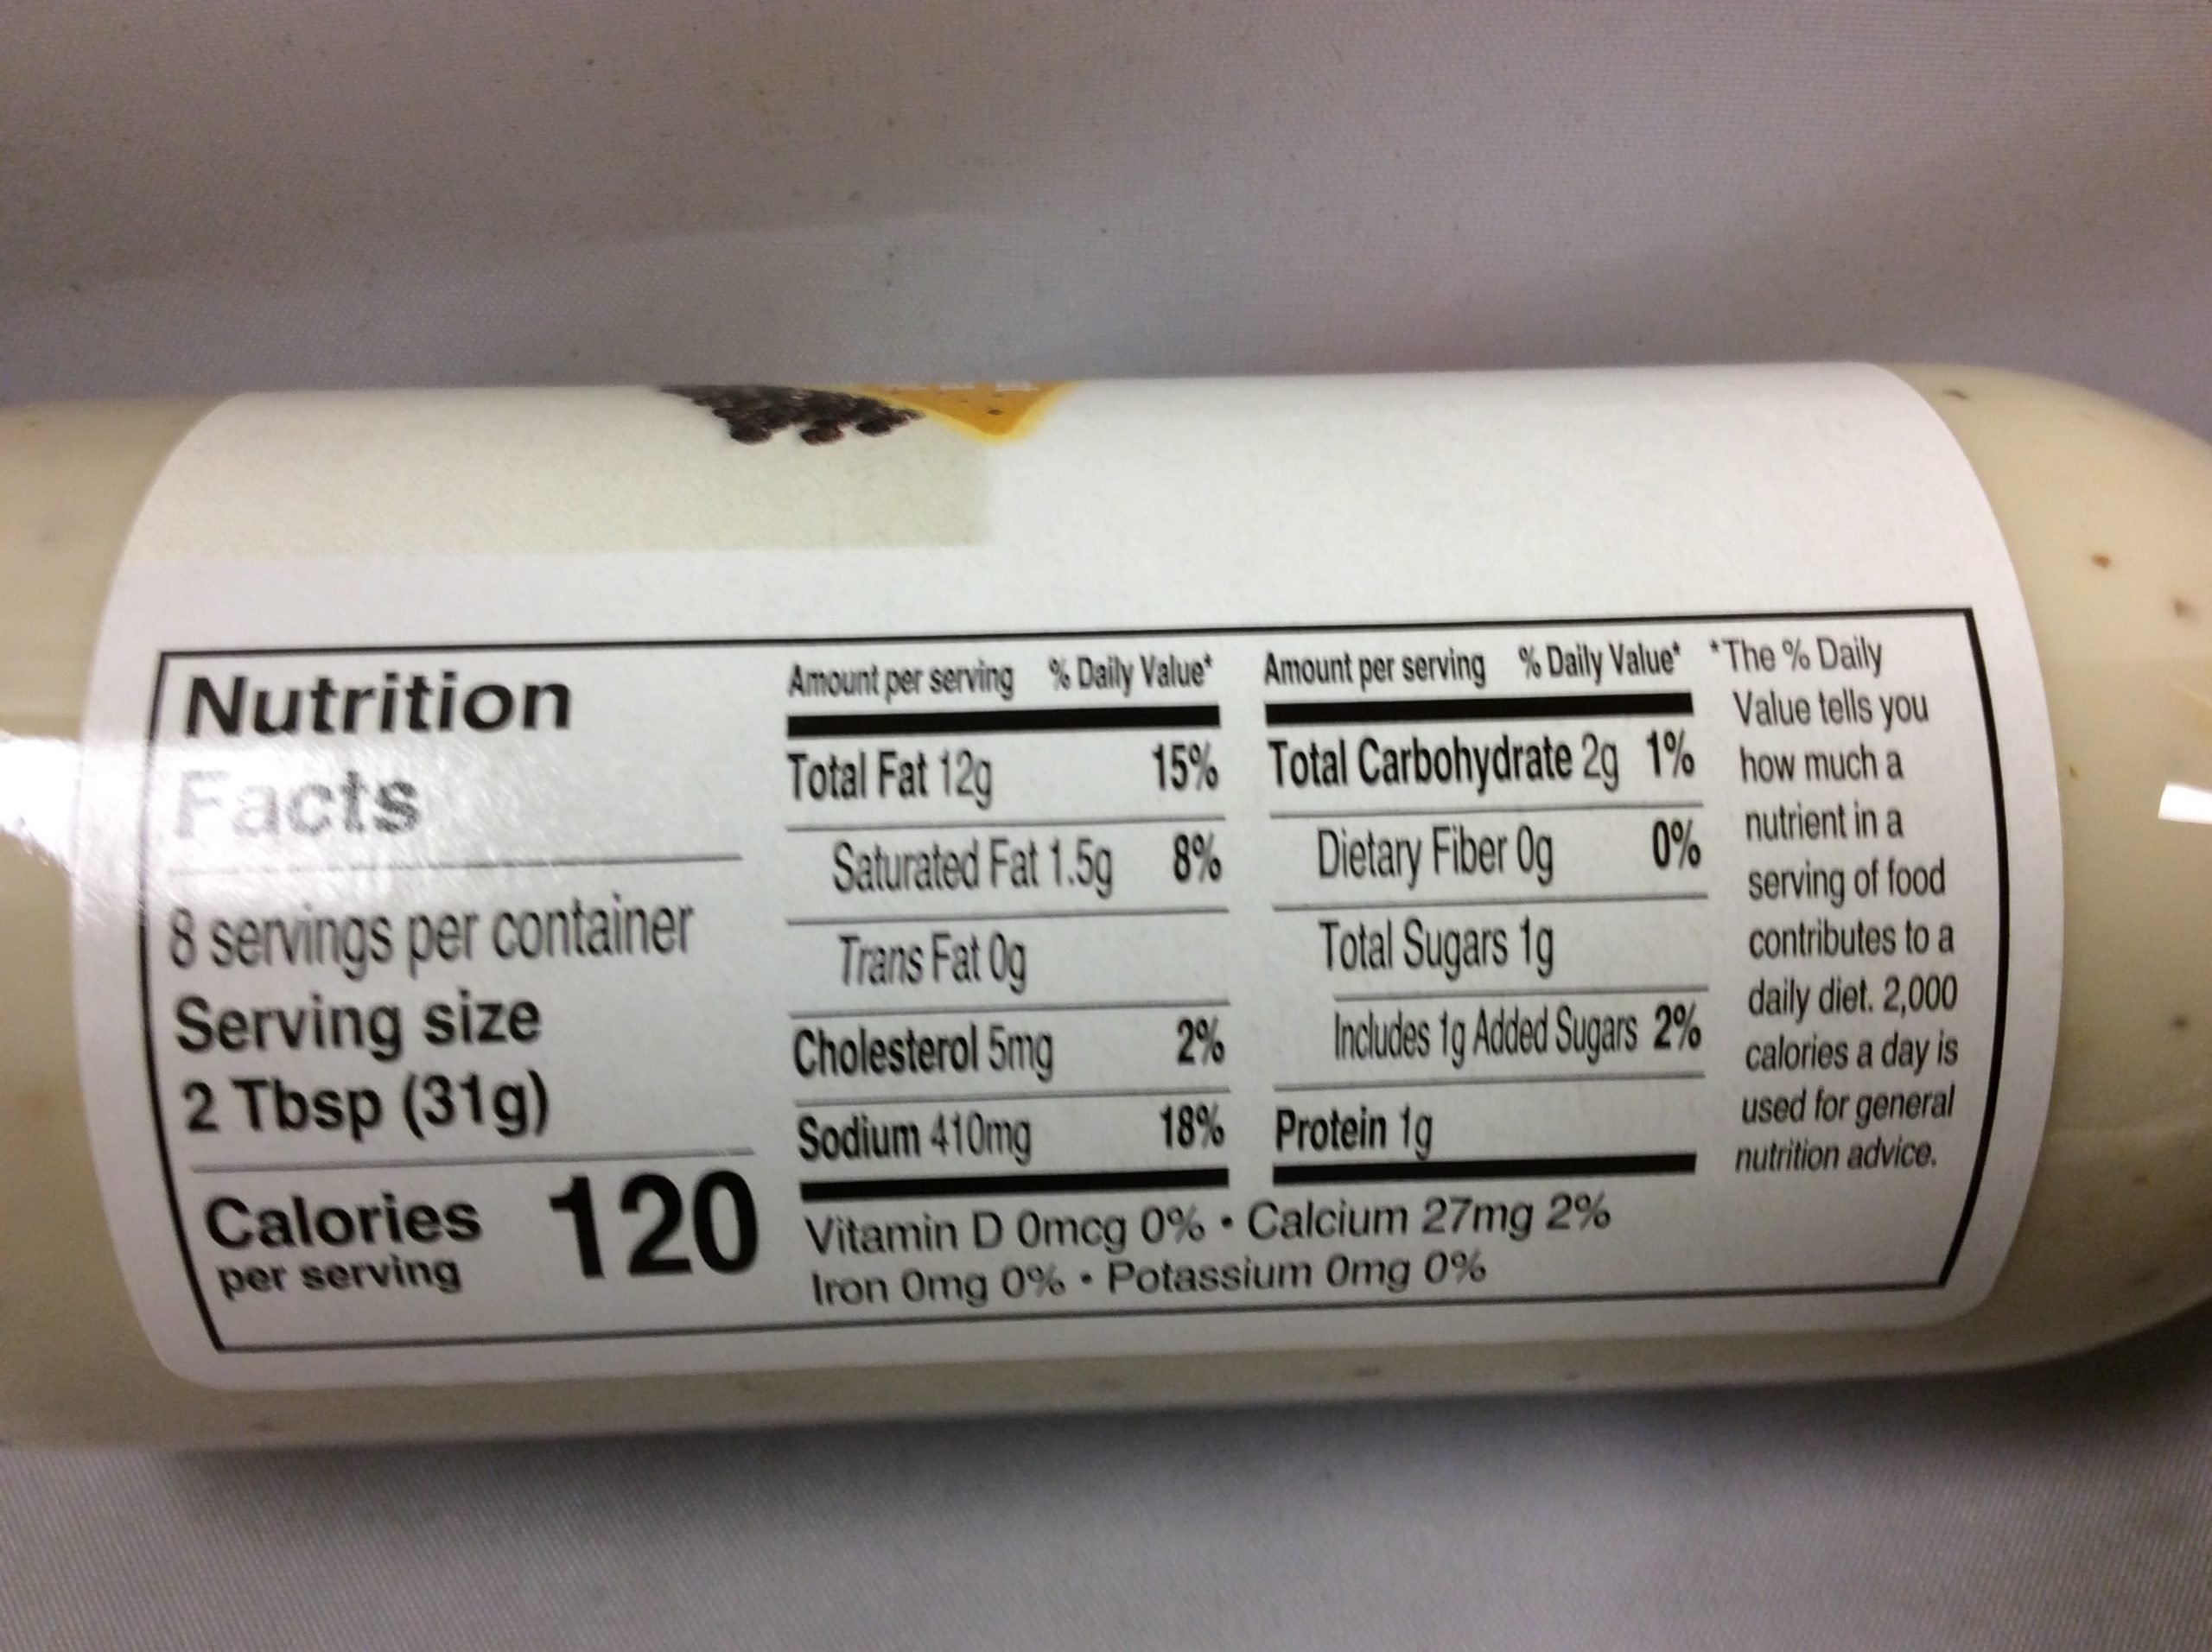 Nutrition
Facts
8 servings per container
Serving size
2 Tbsp (31g)
Calories 120
per serving
Amount per serving % Daily Value*
Total Fat 12g 15%
Saturated Fat 1.5g 8%
Trans Fat 0g
Cholesterol 5mg 2%
Sodium 410mg 18%
Amount per serving % Daily Value*
Total Carbohydrate 2g 1%
Dietary Fiber 0g 0%
Total Sugars 1g
Includes 1g Added Sugars 2%
Protein 1g
Vitamin D 0mcg 0% • Calcium 27mg 2%
Iron 0mg 0% • Potassium 0mg 0%
*The % Daily
Value tells you
how much a
nutrient in a
serving of food
contributes to a
daily diet. 2,000
calories a day is
used for general
nutrition advice.